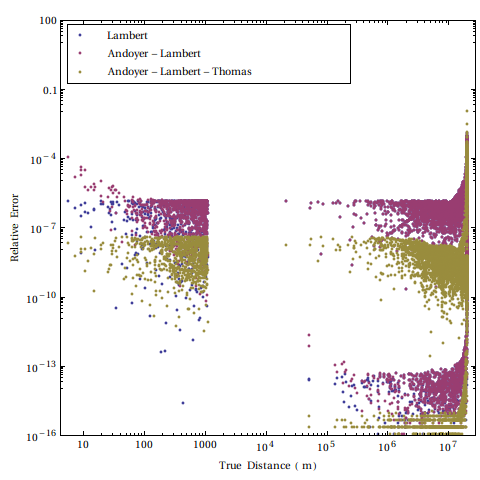 100
Lambert
Andoyer – Lambert
Andoyer – Lambert – Thomas
0.1
10^−4
10^−7
10^−10
10^−13
10^−16
Relative Error
10 100 1000 10^4 10^5 10^6 10^7
True Distance ( m)